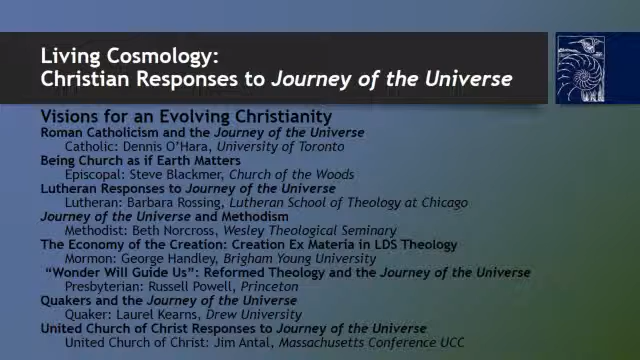 Living Cosmology:
Christian Responses to Journey of the Universe
Visions for an Evolving Christianity
Roman Catholicism and the Journey of the Universe
Catholic: Dennis O’Hara, University of Toronto
Being Church as if Earth Matters
Episcopal: Steve Blackmer, Church of the Woods
Lutheran Responses to Journey of the Universe
Lutheran: Barbara Rossing, Lutheran School of Theology at Chicago
Journey of the Universe and Methodism
Methodist: Beth Norcross, Wesley Theological Seminary
The Economy of the Creation: Creation Ex Materia in LDS Theology
Mormon: George Handley, Brigham Young University
“Wonder Will Guide Us”: Reformed Theology and the Journey of the Universe
Presbyterian: Russell Powell, Princeton
Quakers and the Journey of the Universe
Quaker: Laurel Kearns, Drew University
United Church of Christ Responses to Journey of the Universe
United Church of Christ: Jim Antal, Massachusetts Conference UCC